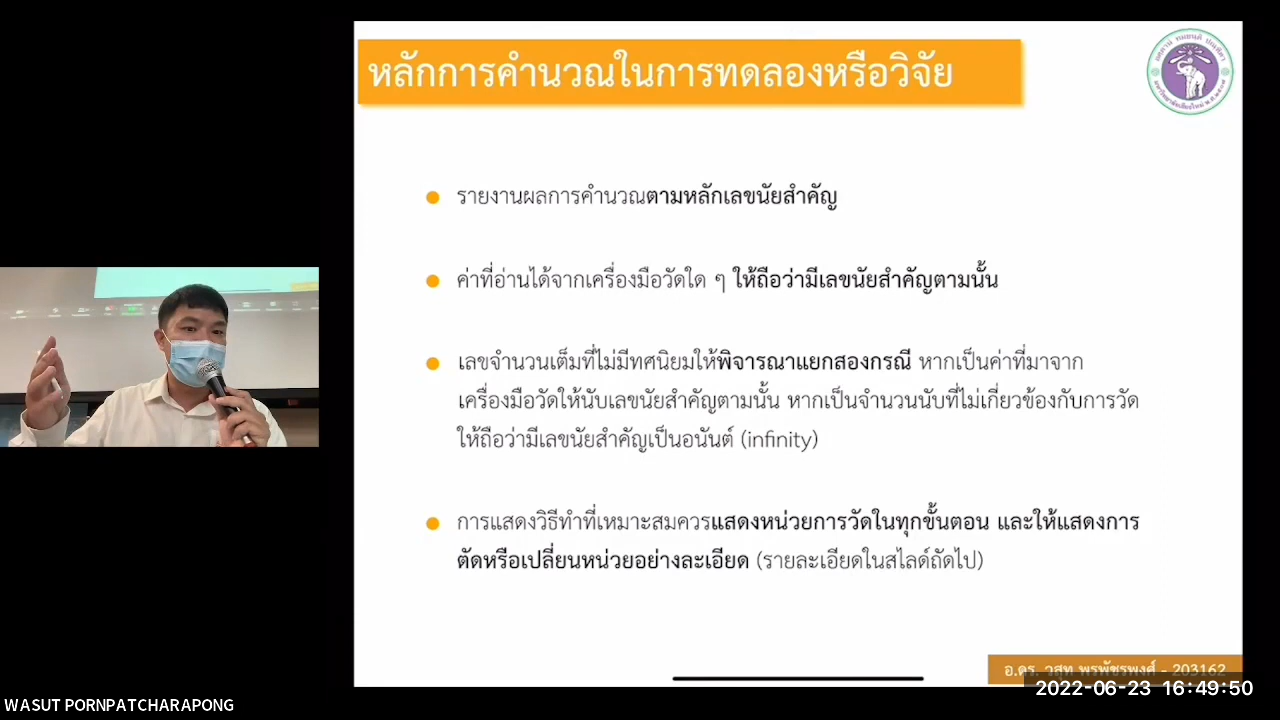 หลักการคำนวณในการทดลองหรือวิจัย
รายงานผลการคำนวณตามหลักเลขนัยสำคัญ
ค่าที่อ่านได้จากเครื่องมือวัดใด ๆ ให้ถือว่ามีเลขนัยสำคัญตามนั้น
เลขจำนวนเต็มที่ไม่มีทศนิยมให้พิจารณาแยกสองกรณี หากเป็นค่าที่มาจาก
เครื่องมือวัดให้นับเลขนัยสำคัญตามนั้น หากเป็นจำนวนนับที่ไม่เกี่ยวข้องกับการวัด
ให้ถือว่ามีเลขนัยสำคัญเป็นอนันต์ (infinity)
การแสดงวิธีทำที่เหมาะสมควรแสดงหน่วยการวัดในทุกขั้นตอน และให้แสดงการ
ตัดหรือเปลี่ยนหน่วยอย่างละเอียด (รายละเอียดในสไลด์ถัดไป)
อ.ดร. วสุท พรพัชรพงศ์ - 203162
2022-06-23 16:49:50
WASUT PORNPATCHARAPONG